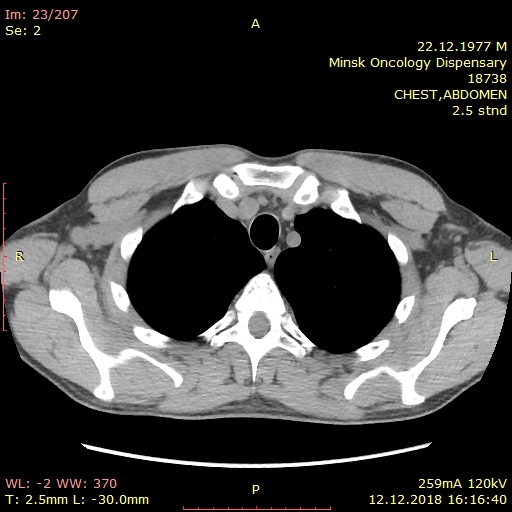 Im: 23/207
Se: 2
A
22.12.1977 M
Minsk Oncology Dispensary
18738
CHEST,ABDOMEN
2.5 stnd
R
L
WL: -2 WW: 370
T: 2.5mm L: -30.0mm
P
259mA 120kV
12.12.2018 16:16:40